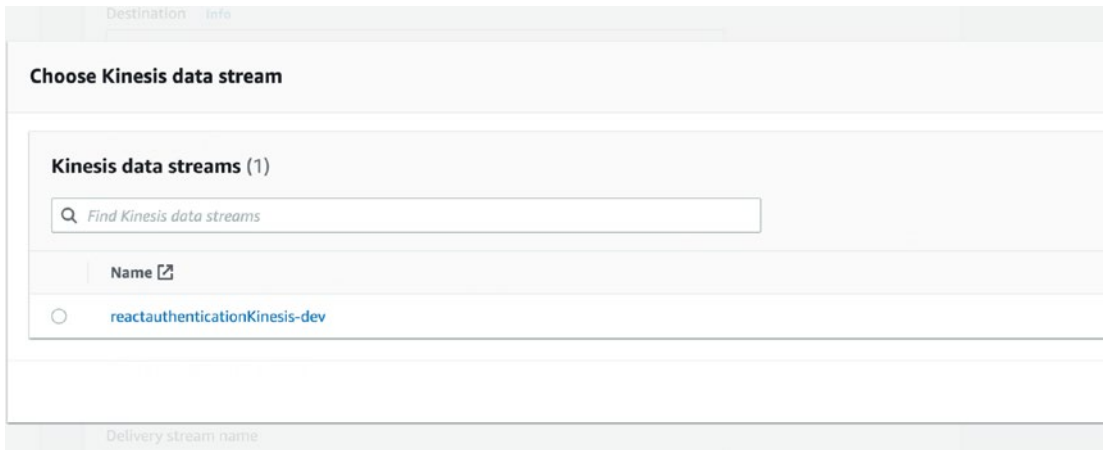 Destination Info
Choose Kinesis data stream
Kinesis data streams (1)
Find Kinesis data streams
Name
reactauthenticationKinesis-dev
Delivery stream name